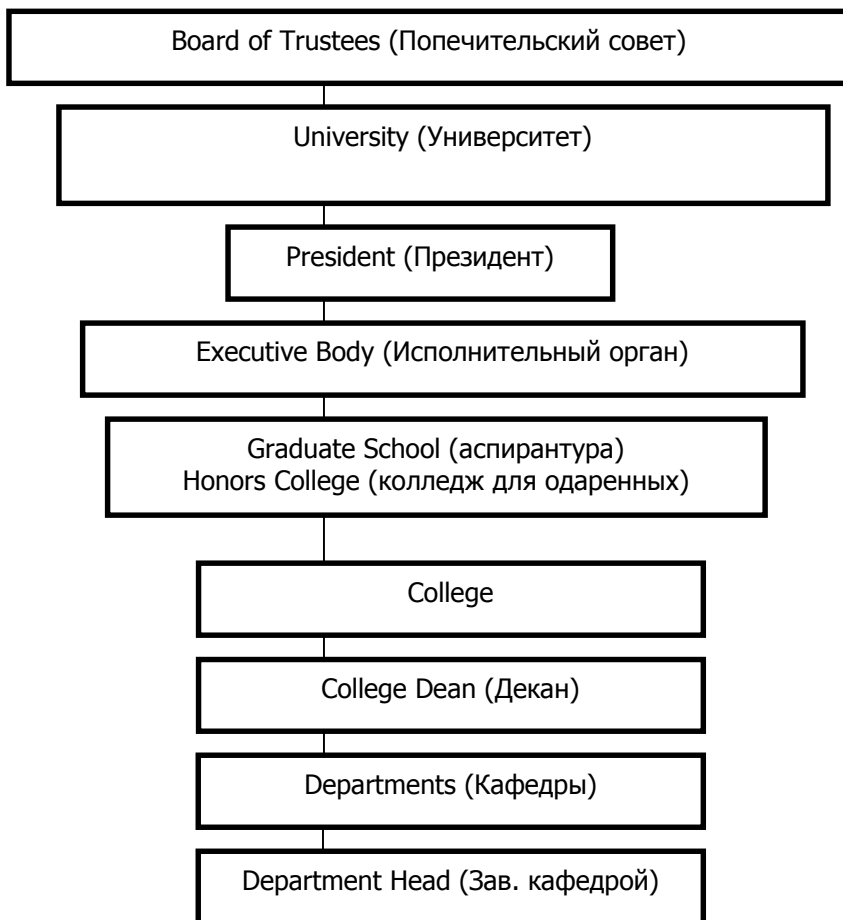 Board of Trustees (Попечительский совет)
University (Университет)
President (Президент)
Executive Body (Исполнительный орган)
Graduate School (аспирантура)
Honors College (колледж для одаренных)
College
College Dean (Декан)
Departments (Кафедры)
Department Head (Зав. кафедрой)